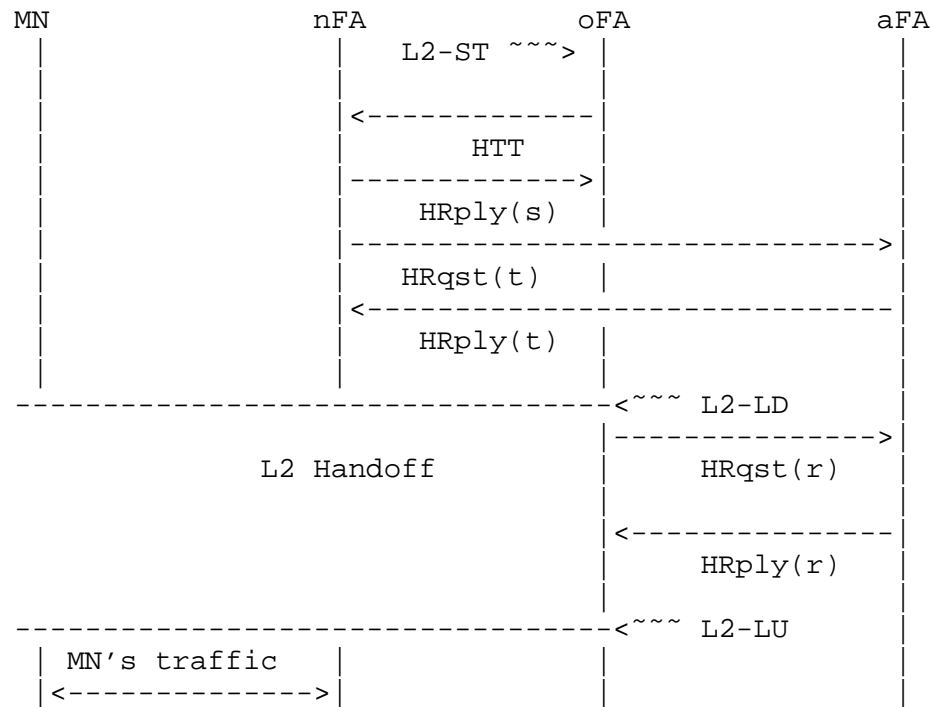 MN nFA oFA aFA
L2-ST ~~~>
<-------------
HTT
------------->
HRply(s)
------------------------------>
HRqst(t)
<------------------------------
HRply(t)
----------------------------------<~~~ L2-LD
--------------->
L2 Handoff HRqst(r)
<---------------
HRply(r)
----------------------------------<~~~ L2-LU
MN's traffic
<-------------->